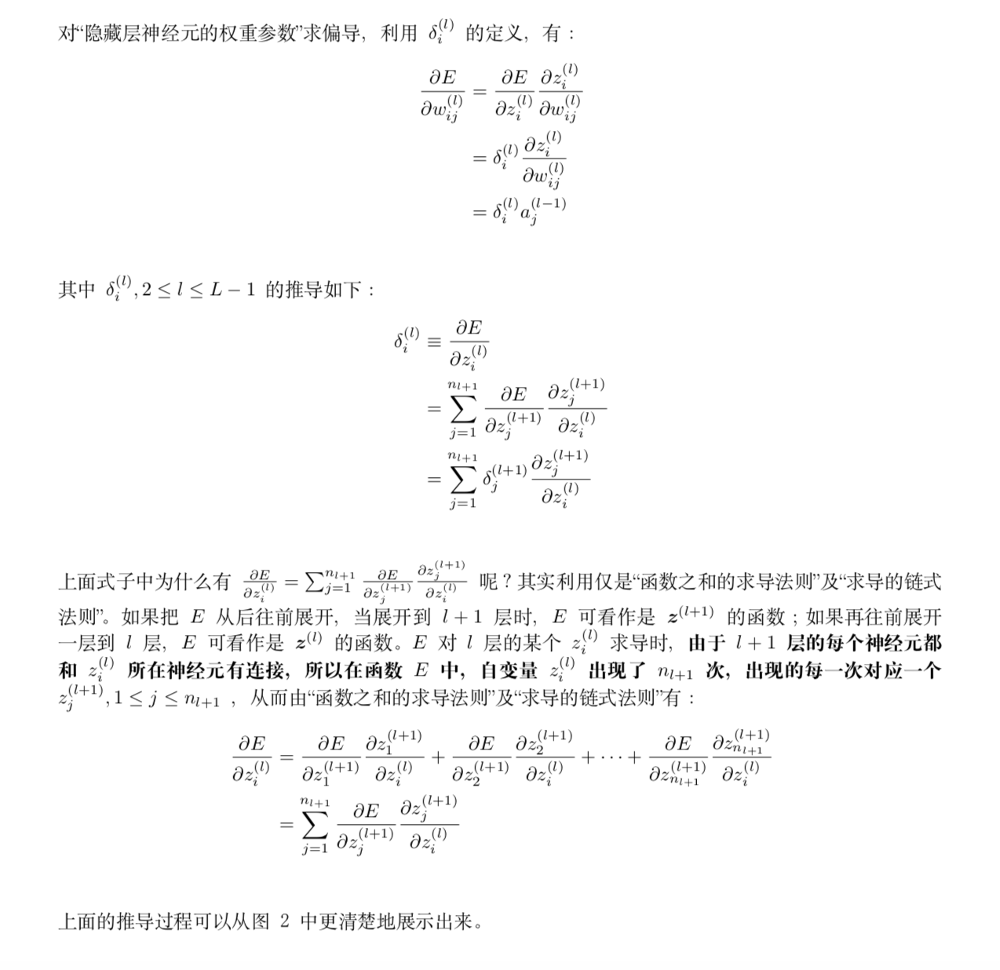 对“隐藏层神经元的权重参数”求偏导, 利用 $\delta_i^{(l)}$ 的定义, 有：
$\frac{\partial E}{\partial w_{ij}^{(l)}} = \frac{\partial E}{\partial z_i^{(l)}} \frac{\partial z_i^{(l)}}{\partial w_{ij}^{(l)}}$
$= \delta_i^{(l)} \frac{\partial z_i^{(l)}}{\partial w_{ij}^{(l)}}$
$= \delta_i^{(l)} a_j^{(l-1)}$
其中 $\delta_i^{(l)}, 2 \leq l \leq L-1$ 的推导如下：
$\delta_i^{(l)} \equiv \frac{\partial E}{\partial z_i^{(l)}}$
$= \sum_{j=1}^{n_{l+1}} \frac{\partial E}{\partial z_j^{(l+1)}} \frac{\partial z_j^{(l+1)}}{\partial z_i^{(l)}}$
$= \sum_{j=1}^{n_{l+1}} \delta_j^{(l+1)} \frac{\partial z_j^{(l+1)}}{\partial z_i^{(l)}}$
上面式子中为什么有 $\frac{\partial E}{\partial z_i^{(l)}} = \sum_{j=1}^{n_{l+1}} \frac{\partial E}{\partial z_j^{(l+1)}} \frac{\partial z_j^{(l+1)}}{\partial z_i^{(l)}}$ 呢？其实利用仅是“函数之和的求导法则”及“求导的链式
法则”。如果把 $E$ 从后往前展开, 当展开到 $l+1$ 层时, $E$ 可看作是 $\boldsymbol{z}^{(l+1)}$ 的函数；如果再往前展开
一层到 $l$ 层, $E$ 可看作是 $\boldsymbol{z}^{(l)}$ 的函数。$E$ 对 $l$ 层的某个 $z_i^{(l)}$ 求导时, 由于 $l+1$ 层的每个神经元都
和 $z_i^{(l)}$ 所在神经元有连接, 所以在函数 $E$ 中, 自变量 $z_i^{(l)}$ 出现了 $n_{l+1}$ 次, 出现的每一次对应一个
$z_j^{(l+1)}, 1 \leq j \leq n_{l+1}$ , 从而由“函数之和的求导法则”及“求导的链式法则”有：
$\frac{\partial E}{\partial z_i^{(l)}} = \frac{\partial E}{\partial z_1^{(l+1)}} \frac{\partial z_1^{(l+1)}}{\partial z_i^{(l)}} + \frac{\partial E}{\partial z_2^{(l+1)}} \frac{\partial z_2^{(l+1)}}{\partial z_i^{(l)}} + \cdots + \frac{\partial E}{\partial z_{n_{l+1}}^{(l+1)}} \frac{\partial z_{n_{l+1}}^{(l+1)}}{\partial z_i^{(l)}}$
$= \sum_{j=1}^{n_{l+1}} \frac{\partial E}{\partial z_j^{(l+1)}} \frac{\partial z_j^{(l+1)}}{\partial z_i^{(l)}}$
上面的推导过程可以从图 2 中更清楚地展示出来。